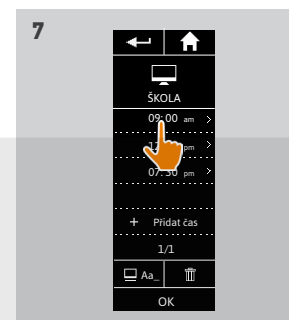 7
ŠKOLA
09:00 am >
pm >
07:30 pm >
+ Přidat čas
1/1
Aa_
OK